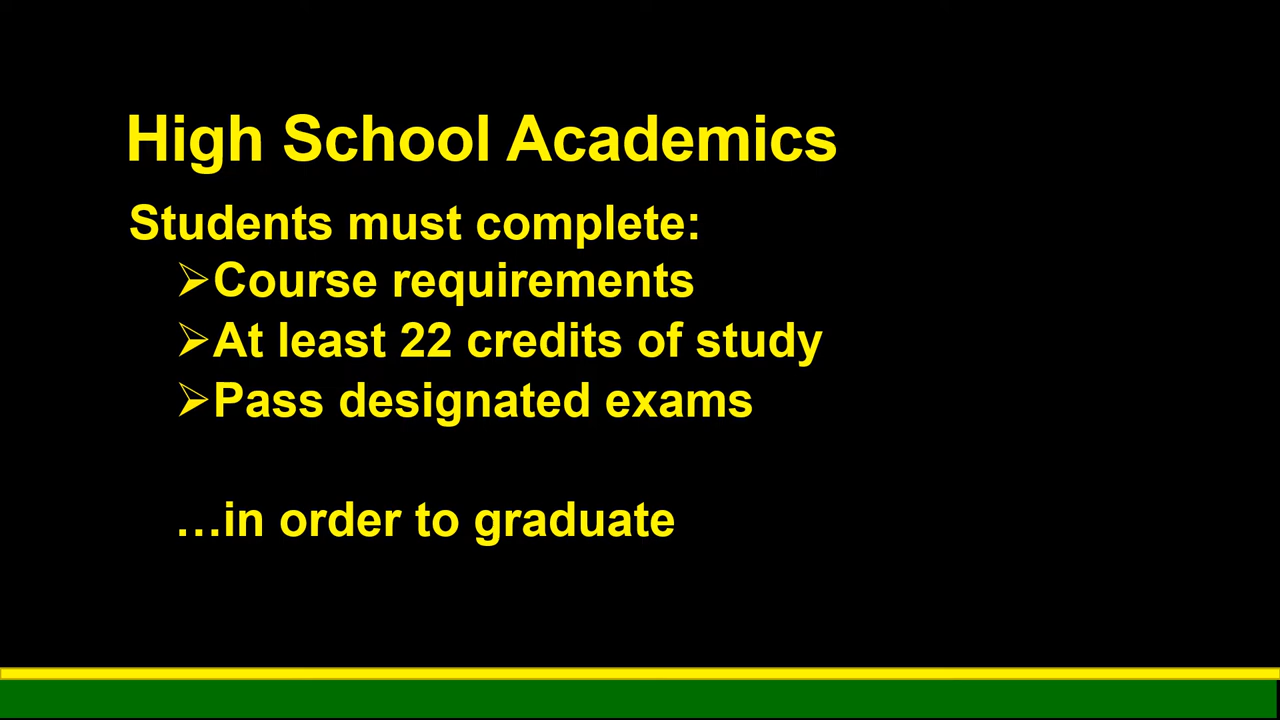 High School Academics
Students must complete:
➢Course requirements
➢At least 22 credits of study
➢Pass designated exams
…in order to graduate